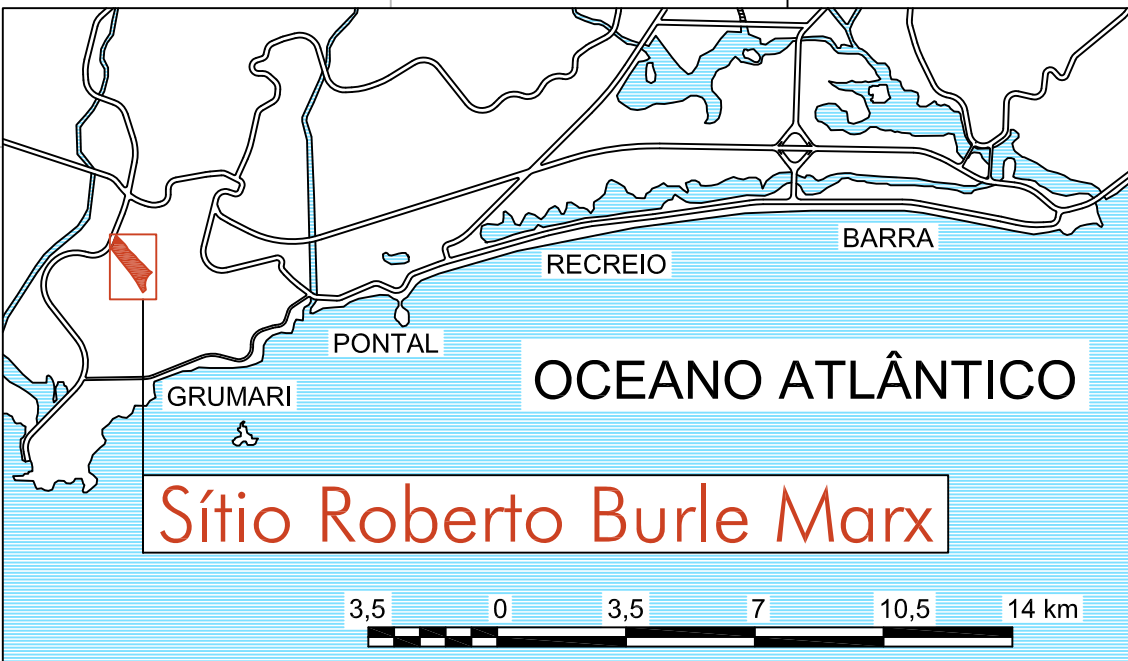 BARRA
RECREIO
PONTAL
OCEANO ATLÂNTICO
GRUMARI
Sítio Roberto Burle Marx
3,5 0 3,5 7 10,5 14 km